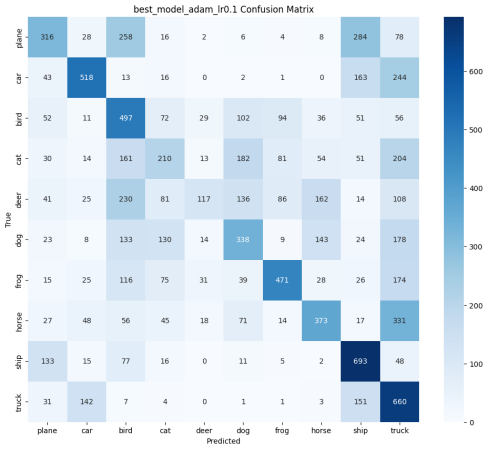 best_model_adam_lr0.1 Confusion Matrix
plane 316 28 258 16 2 6 4 8 284 78
car 43 518 13 16 0 2 1 0 163 244
bird 52 11 497 72 29 102 94 36 51 56
cat 30 14 161 210 13 182 81 54 51 204
deer 41 25 230 81 117 136 86 162 14 108
dog 23 8 133 130 14 338 9 143 24 178
frog 15 25 116 75 31 39 471 28 26 174
horse 27 48 56 45 18 71 14 373 17 331
ship 133 15 77 16 0 11 5 2 693 48
truck 31 142 7 4 0 1 1 3 151 660
plane car bird cat deer dog frog horse ship truck
True
Predicted
600
500
400
300
200
100
0